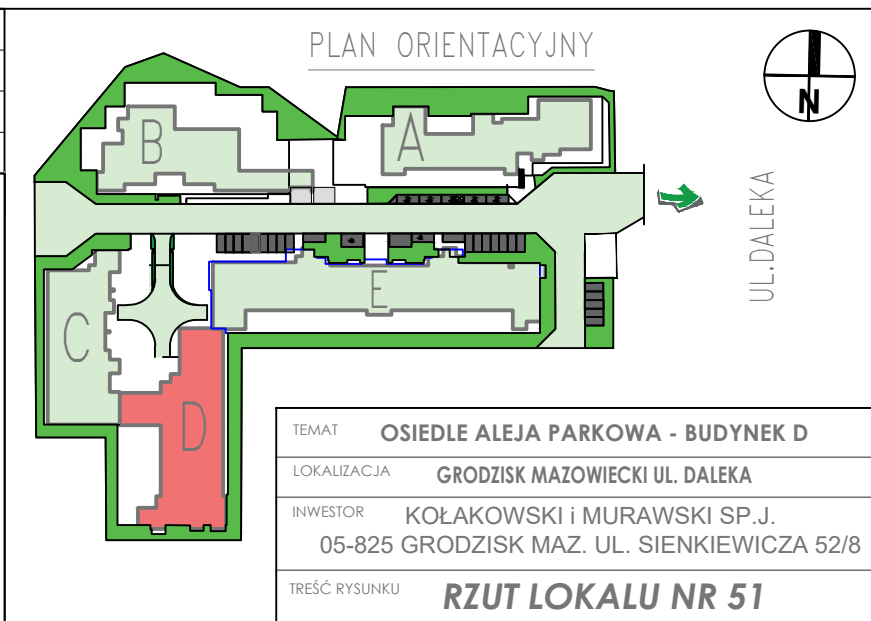 PLAN ORIENTACYJNY
N
B
A
UL.DALEKA
E
C
D
TEMAT OSIEDLE ALEJA PARKOWA - BUDYNEK D
LOKALIZACJA GRODZISK MAZOWIECKI UL. DALEKA
INWESTOR KOŁAKOWSKI i MURAWSKI SP.J.
05-825 GRODZISK MAZ. UL. SIENKIEWICZA 52/8
TREŚĆ RYSUNKU RZUT LOKALU NR 51